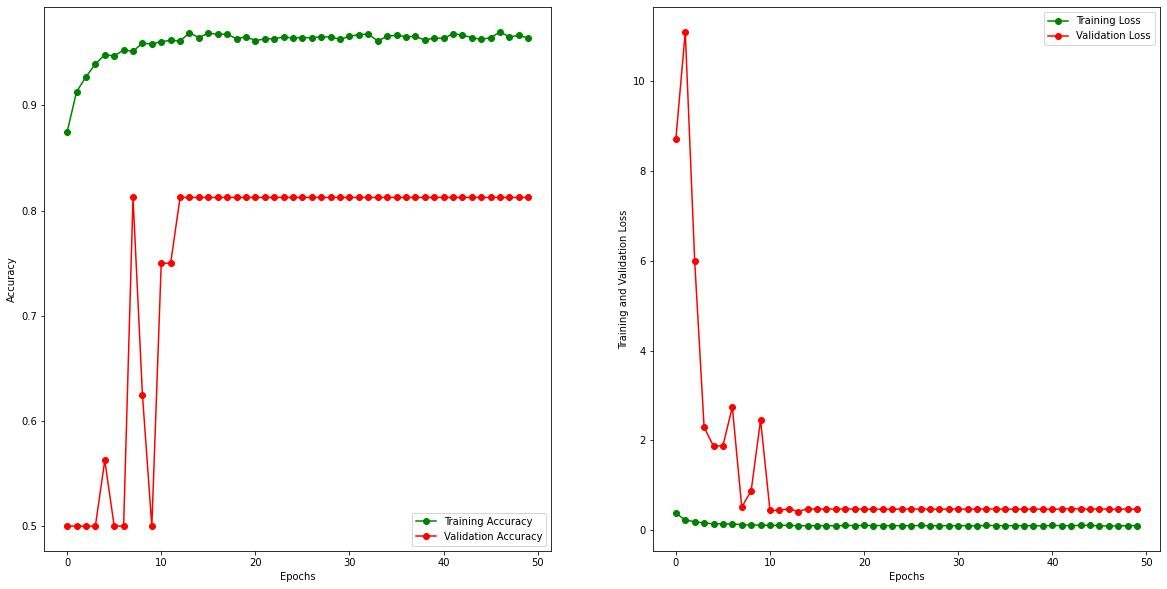 0.9
0.8
0.7
0.6
0.5
Accuracy
0
10
20
30
40
50
Epochs
Training Accuracy
Validation Accuracy
10
8
6
4
2
0
Training and Validation Loss
0
10
20
30
40
50
Epochs
Training Loss
Validation Loss